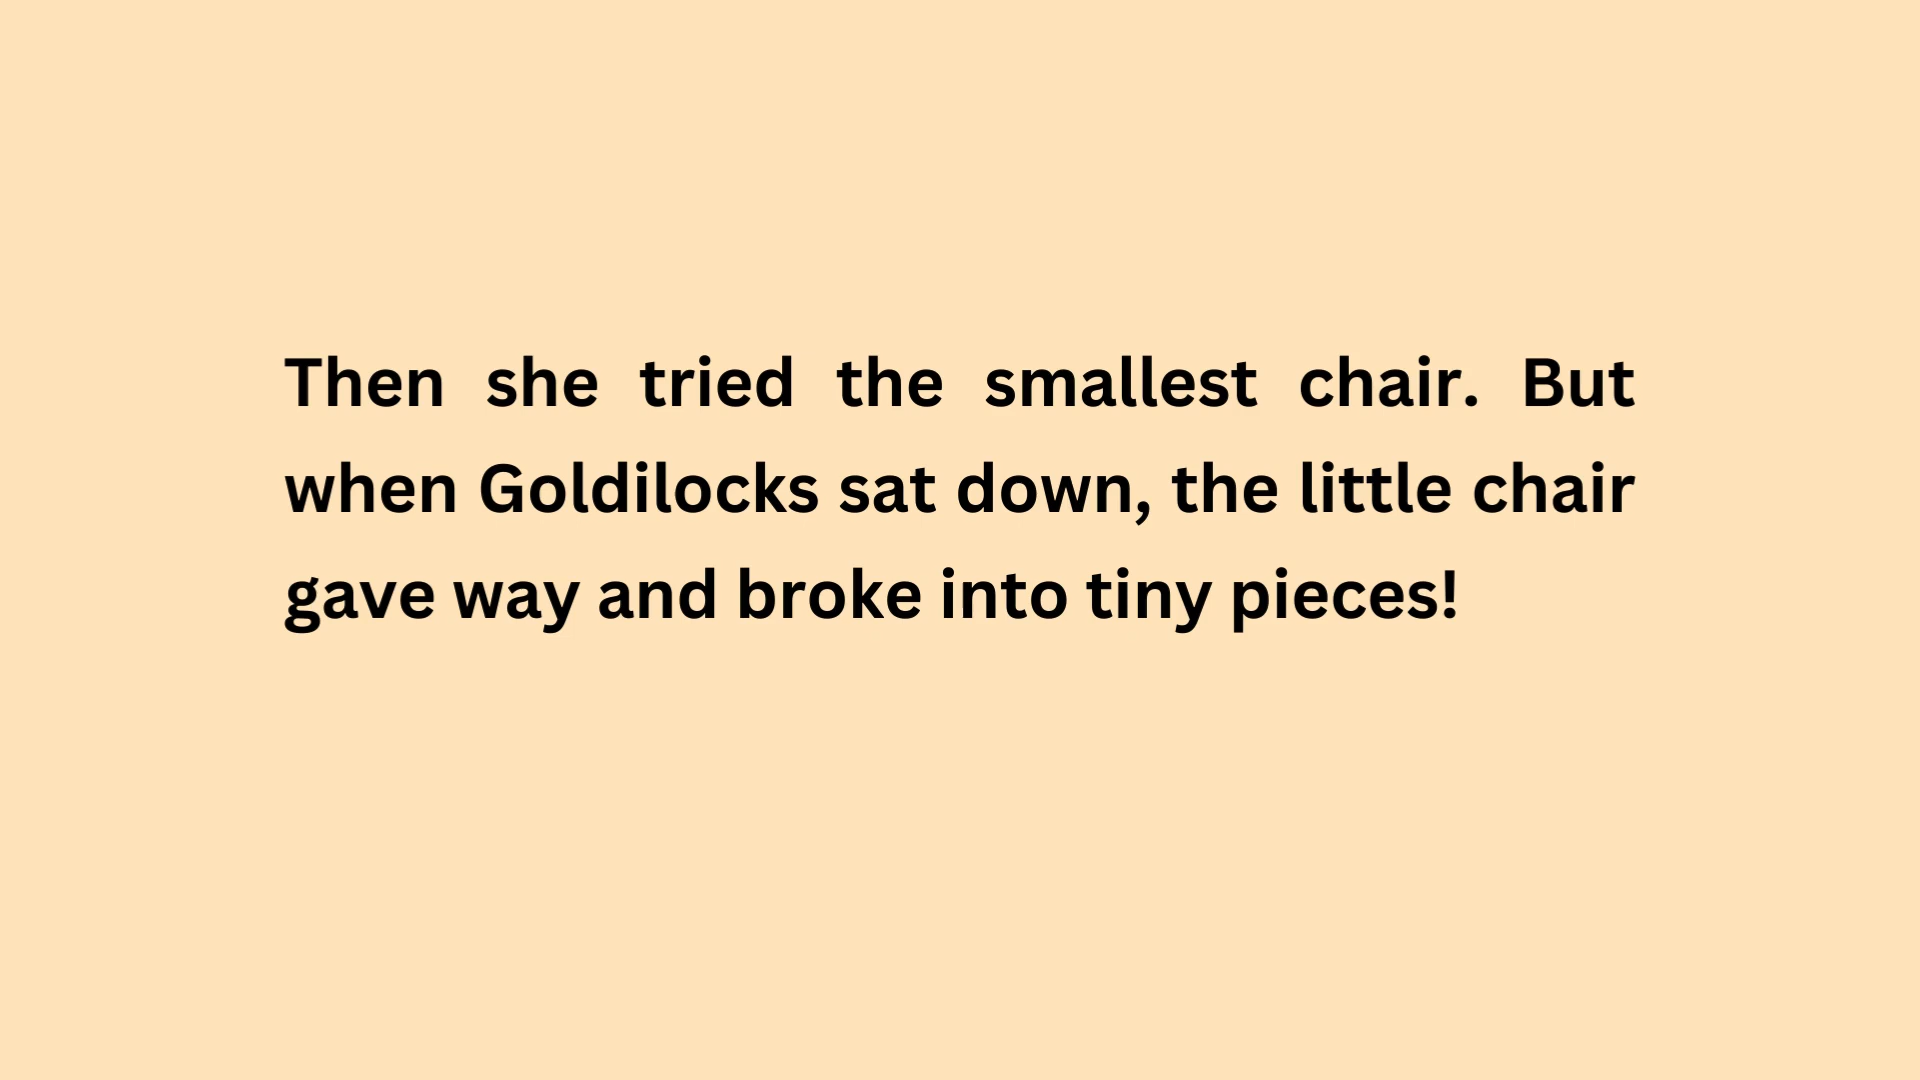 Then she tried the smallest chair. But
when Goldilocks sat down, the little chair
gave way and broke into tiny pieces!